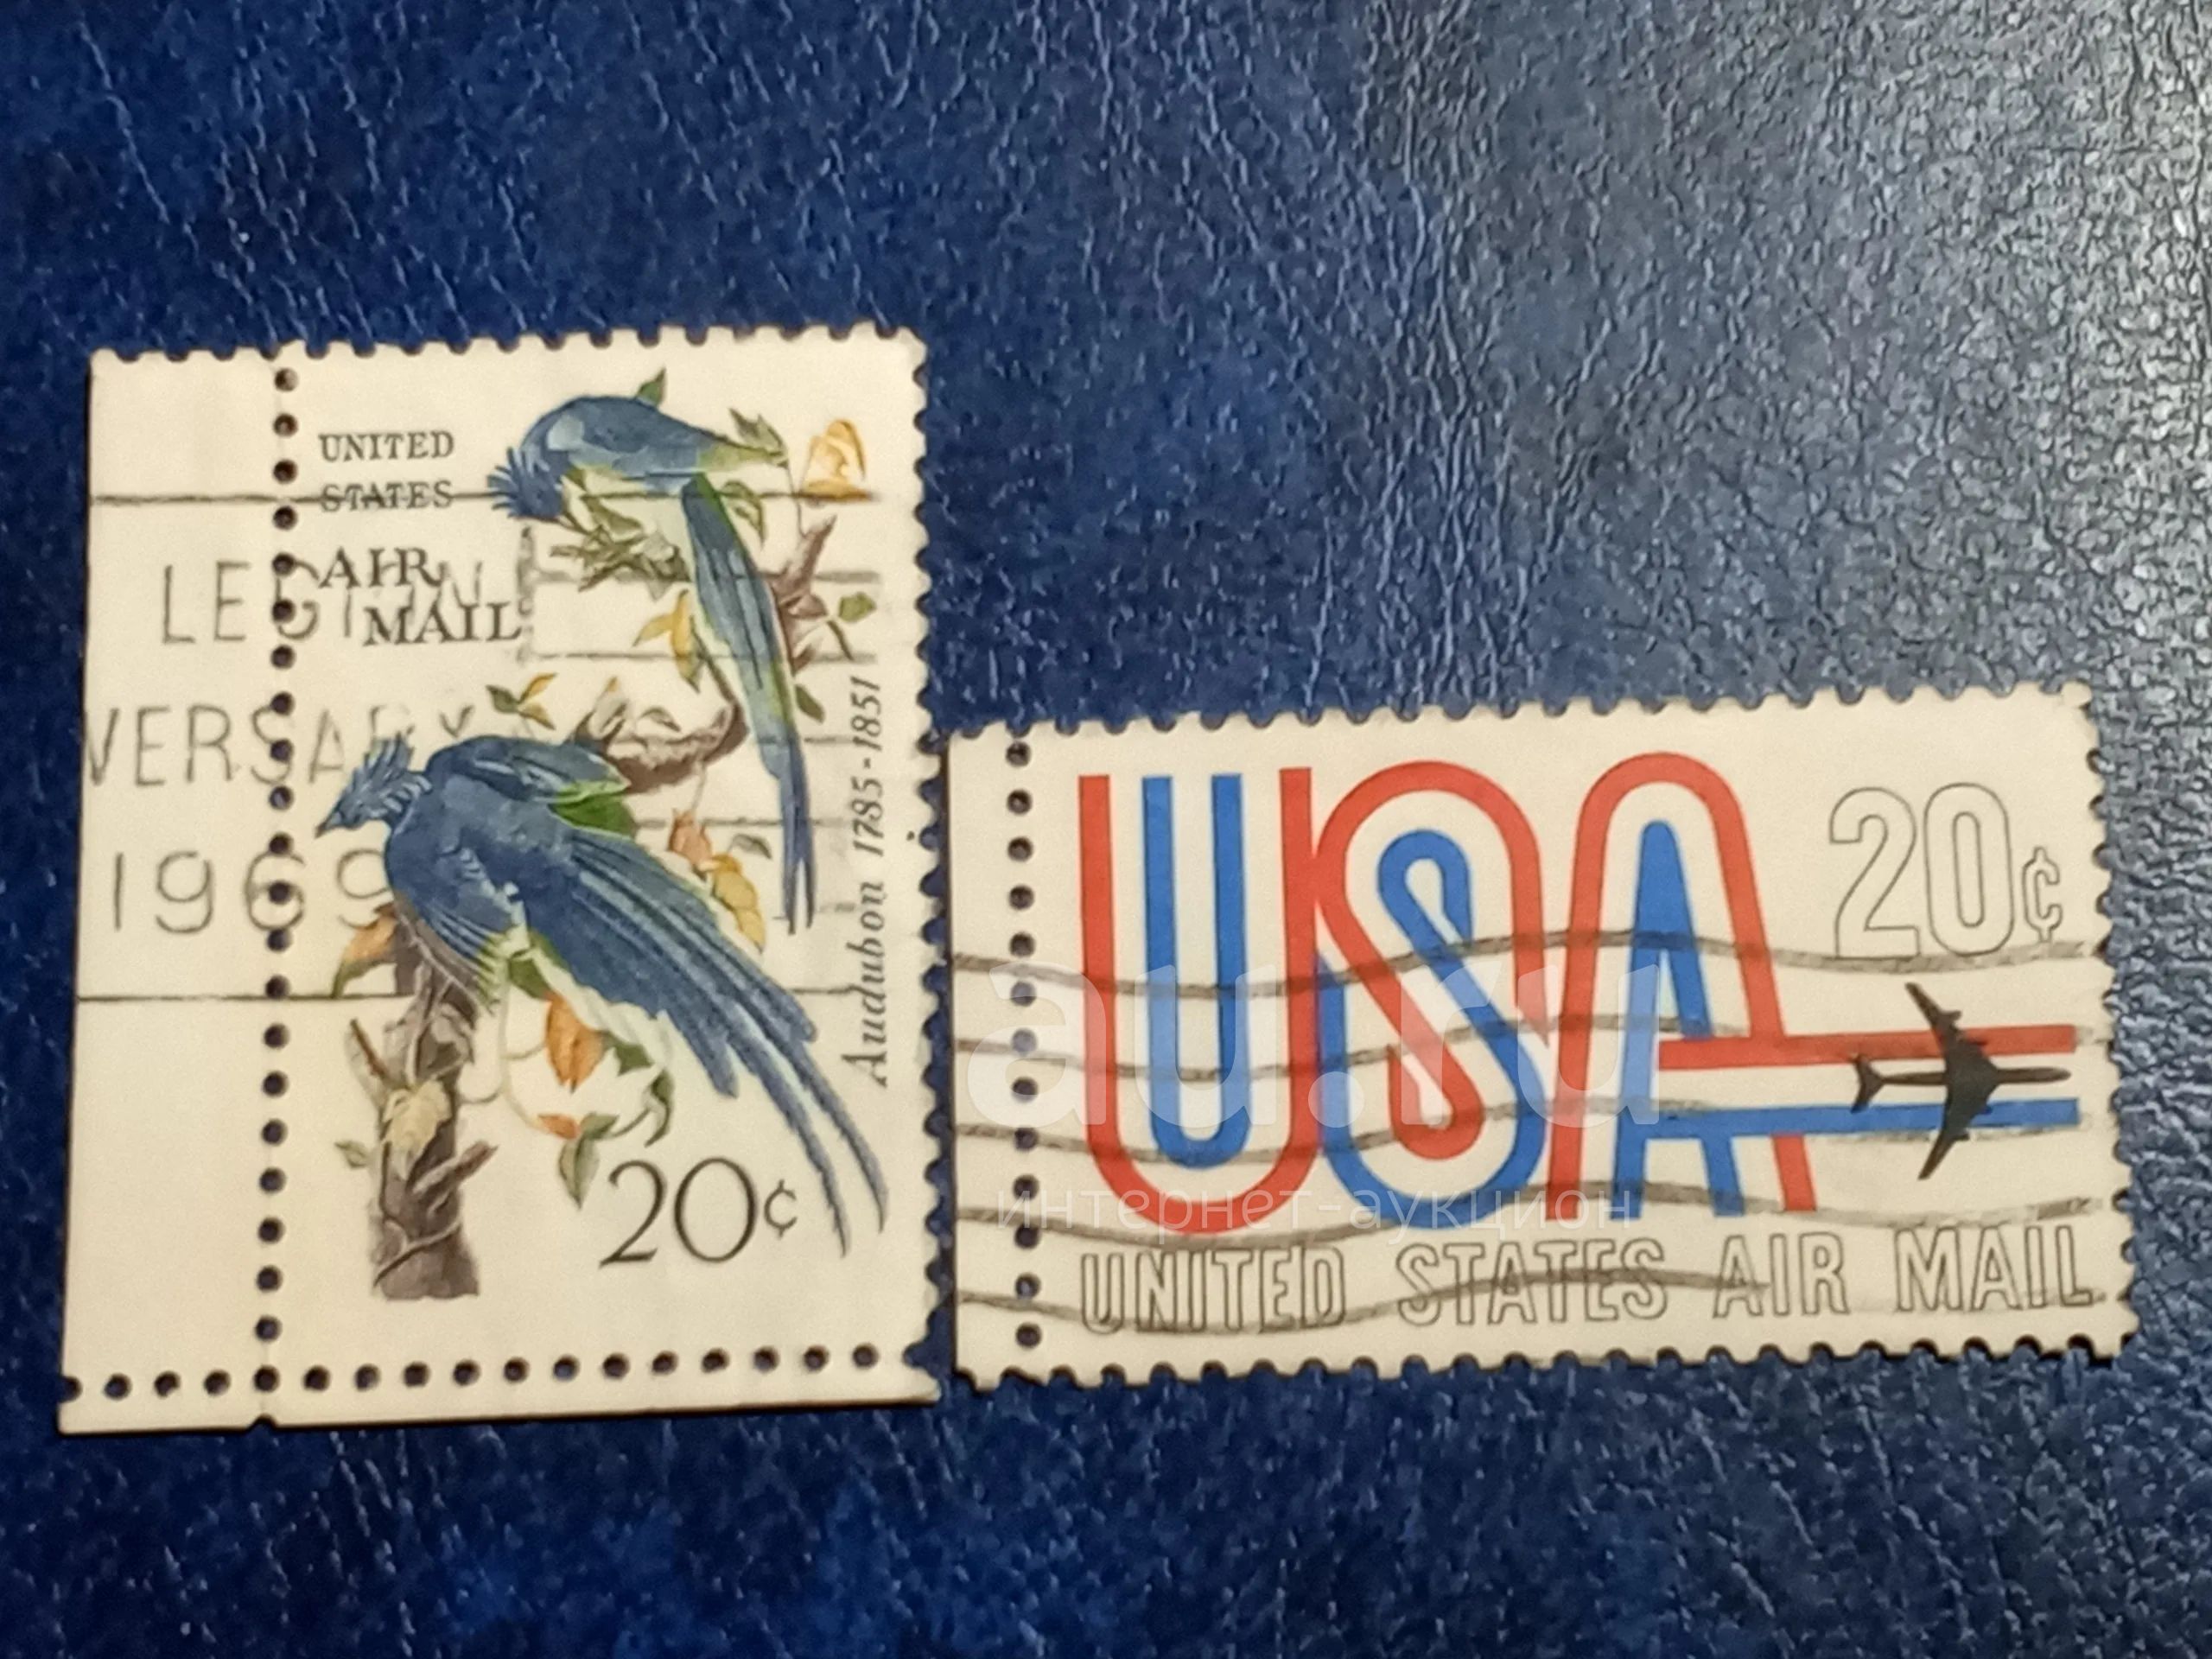 UNITED
STATES
AIR
MAIL
LEGION
VERSARY
1969
Audubon 1785-1851
20¢
USA
20¢
UNITED STATES AIR MAIL
au.ru
интернет-аукцион